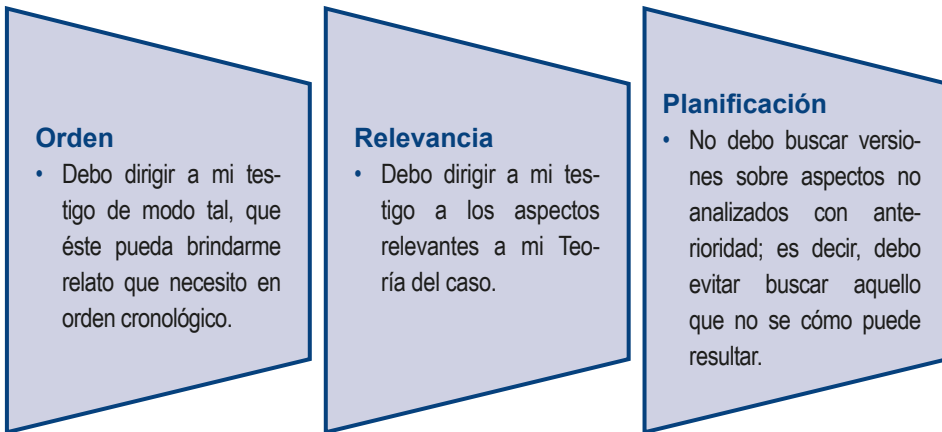 Orden
• Debo dirigir a mi tes-
tigo de modo tal, que
éste pueda brindarme
relato que necesito en
orden cronológico.
Relevancia
• Debo dirigir a mi tes-
tigo a los aspectos
relevantes a mi Teo-
ría del caso.
Planificación
• No debo buscar versio-
nes sobre aspectos no
analizados con ante-
rioridad; es decir, debo
evitar buscar aquello
que no se cómo puede
resultar.